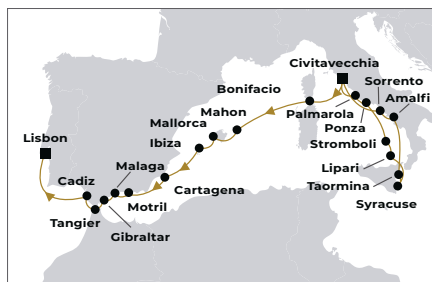 Civitavecchia
Sorrento
Bonifacio
Amalfi
Mahon
Palmarola
Mallorca
Ponza
Lisbon
Ibiza
Stromboli
Malaga
Lipari
Cadiz
Taormina
Cartagena
Motril
Syracuse
Tangier
Gibraltar